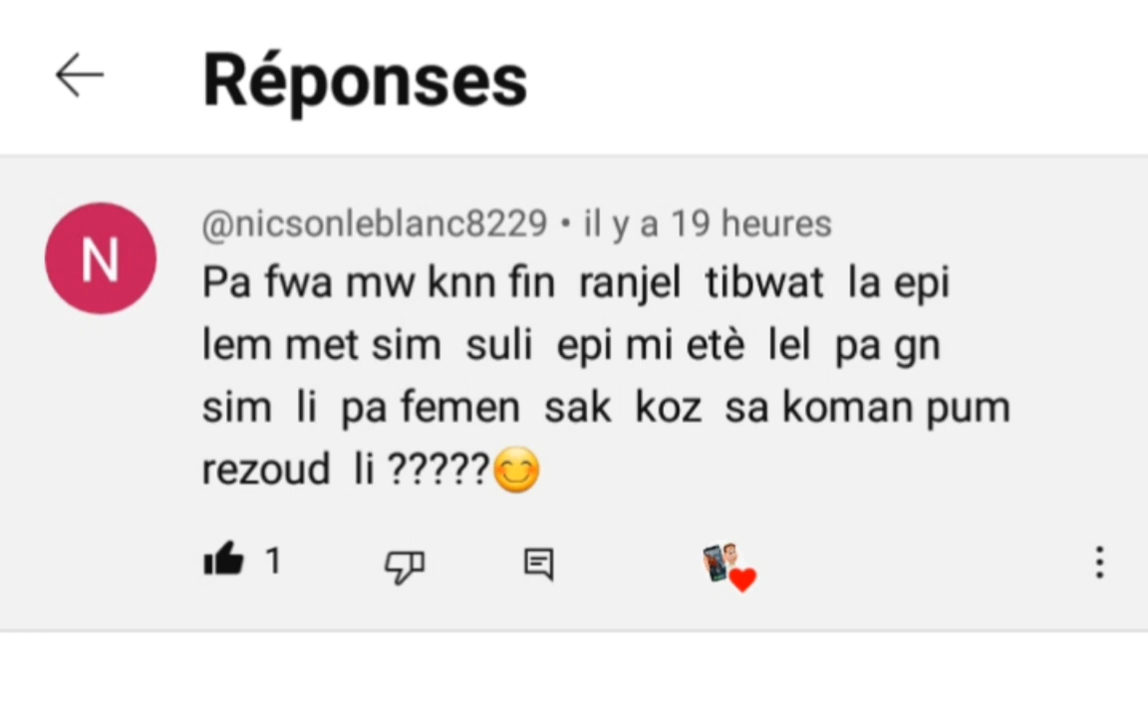 Réponses
@nicsonleblanc8229 • il y a 19 heures
Pa fwa mw knn fin ranjel tibwat la epi
lem met sim suli epi mi etè lel pa gn
sim li pa femen sak koz sa koman pum
rezoud li ?????😊
1